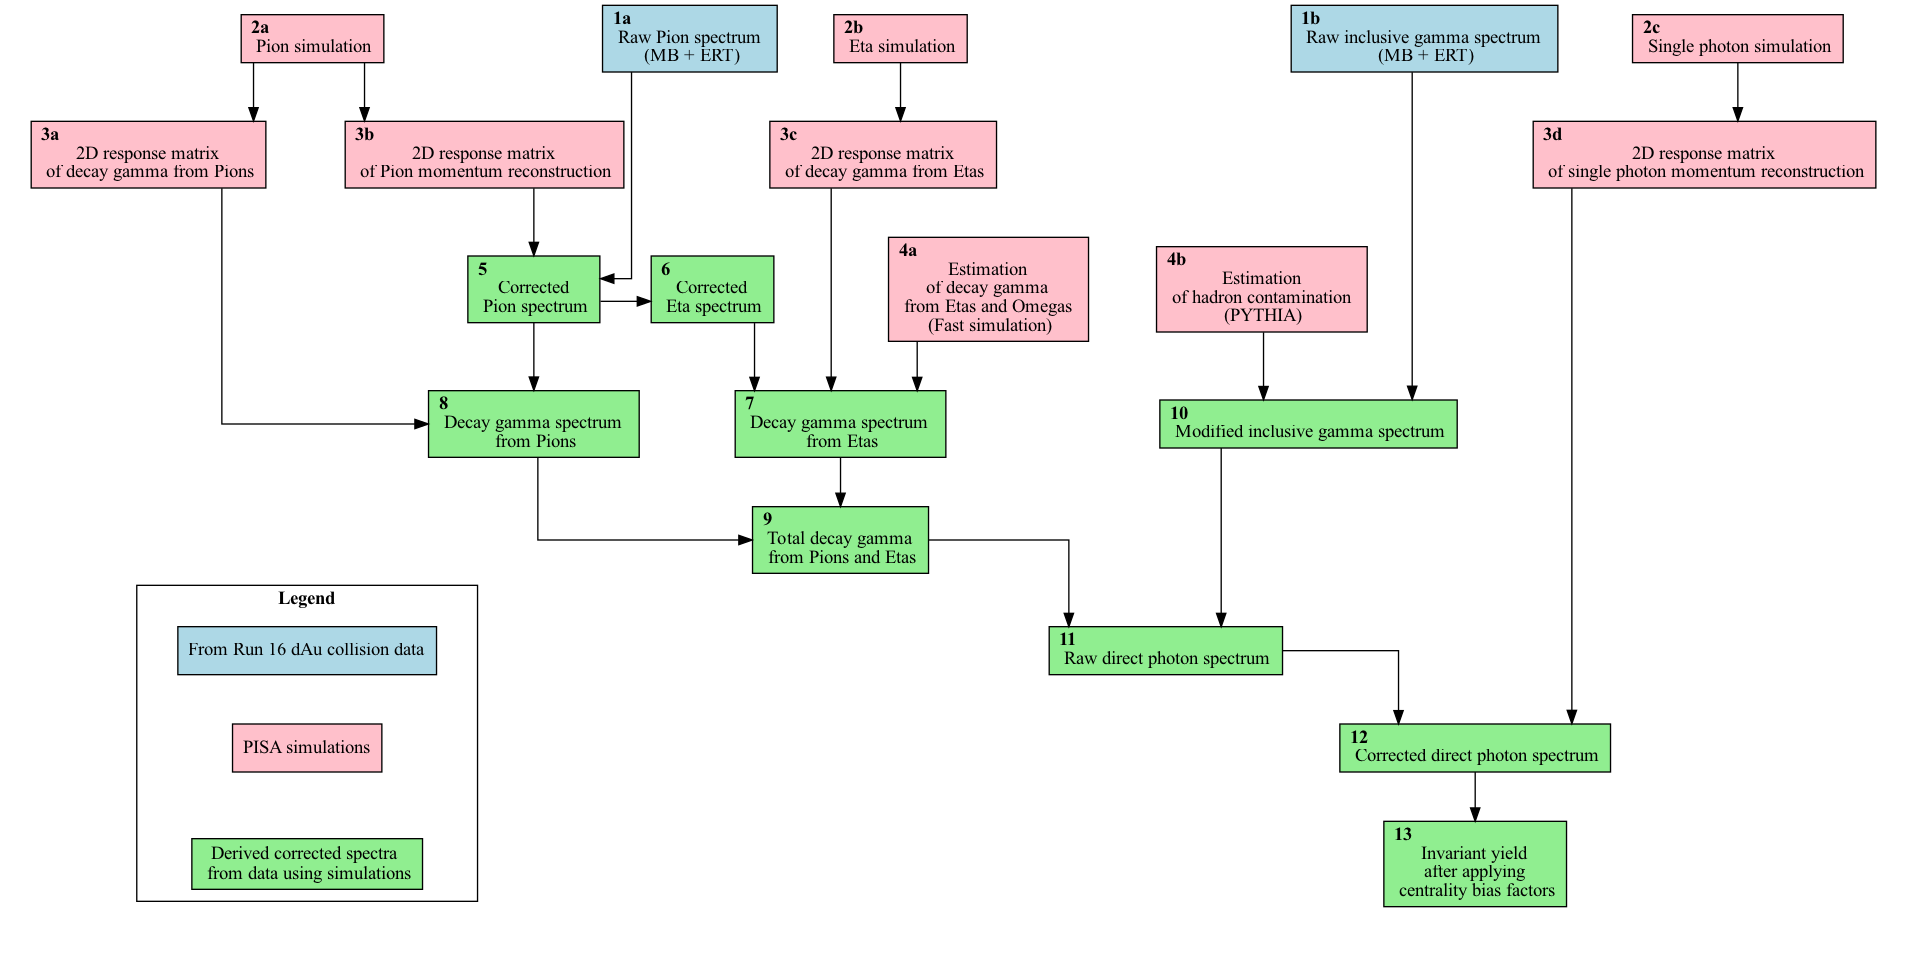 2a
Pion simulation
1a
Raw Pion spectrum
(MB + ERT)
2b
Eta simulation
1b
Raw inclusive gamma spectrum
(MB + ERT)
2c
Single photon simulation
3a
2D response matrix
of decay gamma from Pions
3b
2D response matrix
of Pion momentum reconstruction
3c
2D response matrix
of decay gamma from Etas
3d
2D response matrix
of single photon momentum reconstruction
5
Corrected
Pion spectrum
6
Corrected
Eta spectrum
4a
Estimation
of decay gamma
from Etas and Omegas
(Fast simulation)
4b
Estimation
of hadron contamination
(PYTHIA)
8
Decay gamma spectrum
from Pions
7
Decay gamma spectrum
from Etas
10
Modified inclusive gamma spectrum
9
Total decay gamma
from Pions and Etas
11
Raw direct photon spectrum
12
Corrected direct photon spectrum
13
Invariant yield
after applying
centrality bias factors
Legend
From Run 16 dAu collision data
PISA simulations
Derived corrected spectra
from data using simulations